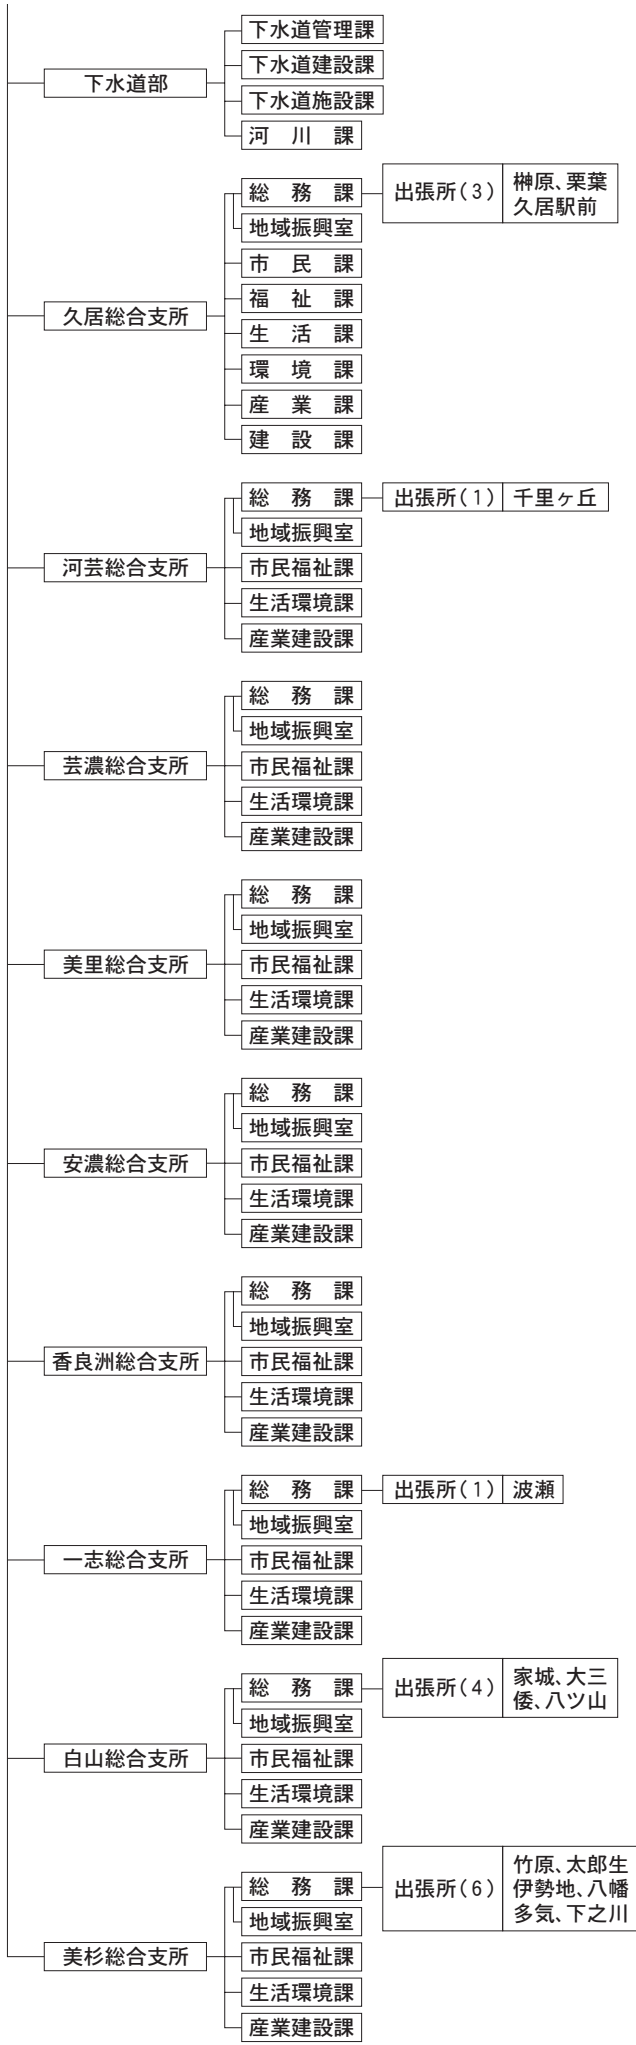 下水道部
下水道管理課
下水道建設課
下水道施設課
河川課
久居総合支所
総務課
出張所(3)
榊原、栗葉
久居駅前
地域振興室
市民課
福祉課
生活課
環境課
産業課
建設課
河芸総合支所
総務課
出張所(1)
千里ヶ丘
地域振興室
市民福祉課
生活環境課
産業建設課
芸濃総合支所
総務課
地域振興室
市民福祉課
生活環境課
産業建設課
美里総合支所
総務課
地域振興室
市民福祉課
生活環境課
産業建設課
安濃総合支所
総務課
地域振興室
市民福祉課
生活環境課
産業建設課
香良洲総合支所
総務課
地域振興室
市民福祉課
生活環境課
産業建設課
一志総合支所
総務課
出張所(1)
波瀬
地域振興室
市民福祉課
生活環境課
産業建設課
白山総合支所
総務課
出張所(4)
家城、大三
倭、八ツ山
地域振興室
市民福祉課
生活環境課
産業建設課
美杉総合支所
総務課
出張所(6)
竹原、太郎生
伊勢地、八幡
多気、下之川
地域振興室
市民福祉課
生活環境課
産業建設課